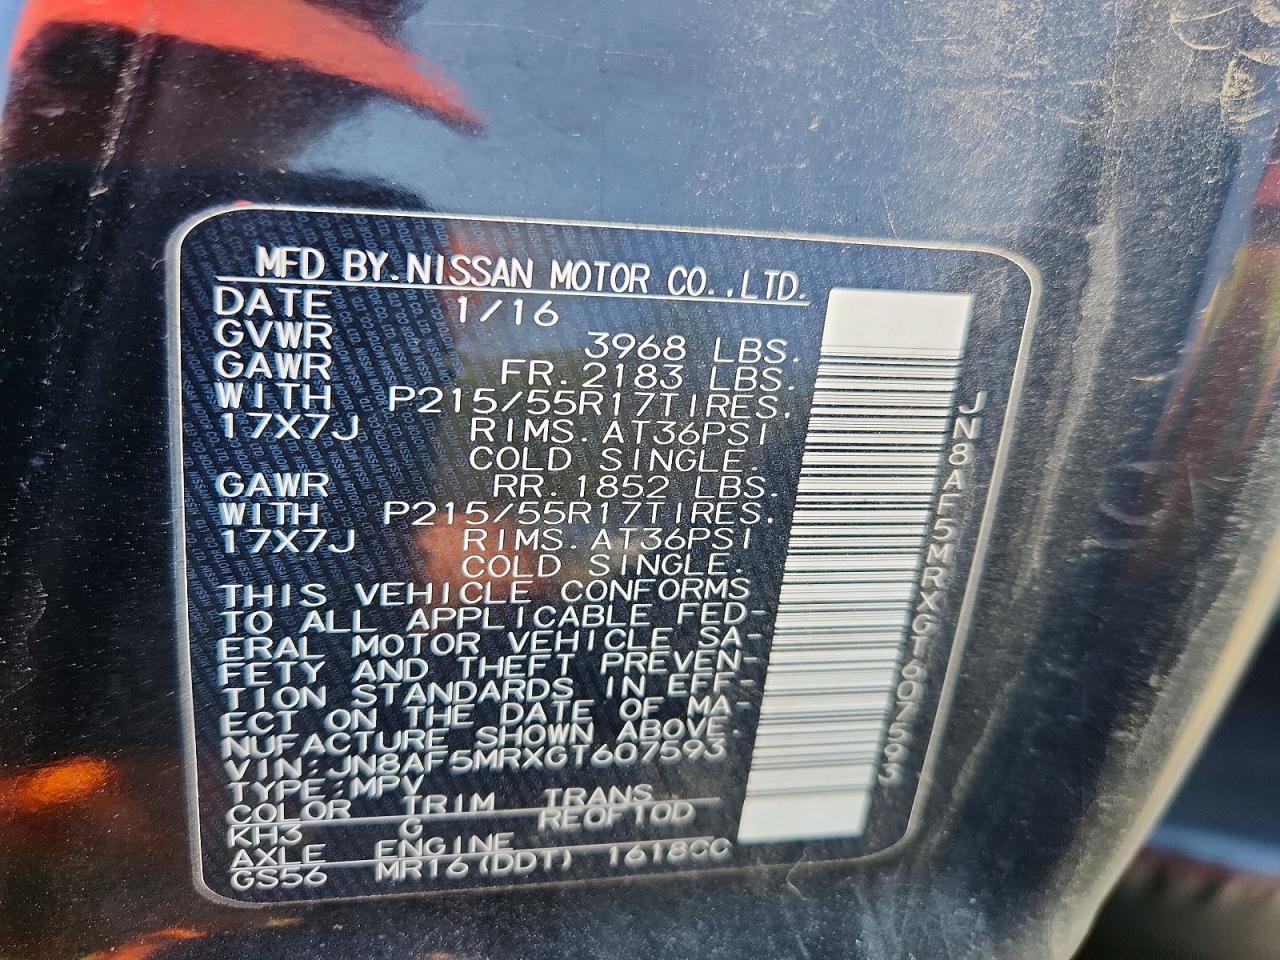 MFD BY.NISSAN MOTOR CO.,LTD.
DATE 1/16
GVWR 3968 LBS.
GAWR FR.2183 LBS.
WITH P215/55R17TIRES.
17X7J RIMS.AT36PSI
COLD SINGLE.
GAWR RR.1852 LBS.
WITH P215/55R17TIRES.
17X7J RIMS.AT36PSI
COLD SINGLE.
THIS VEHICLE CONFORMS
TO ALL APPLICABLE FED-
ERAL MOTOR VEHICLE SA-
FETY AND THEFT PREVEN-
TION STANDARDS IN EFF-
ECT ON THE DATE OF MA-
NUFACTURE SHOWN ABOVE.
VIN:JN8AF5MRXGT607593
TYPE:MPV
COLOR TRIM TRANS
KH3 G RE0F10D
AXLE ENGINE
GS56 MR16(DDT) 1618CC
JN8AF5MRXGT607593